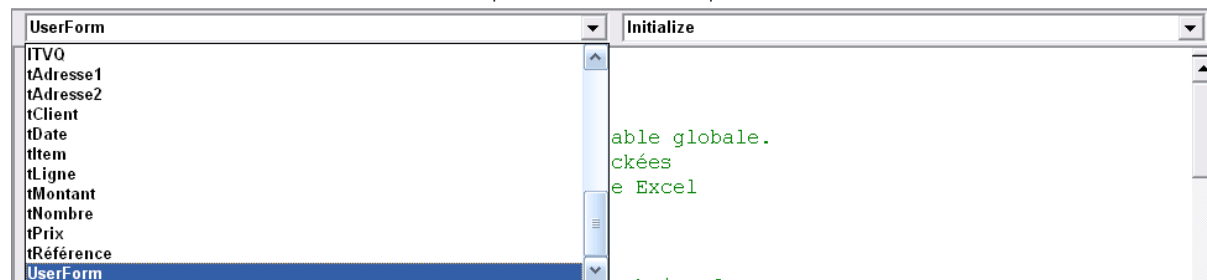 UserForm
Initialize
lTVQ
tAdresse1
tAdresse2
tClient
tDate
tItem
tLigne
tMontant
tNombre
tPrix
tRéférence
UserForm
able globale.
ckées
e Excel